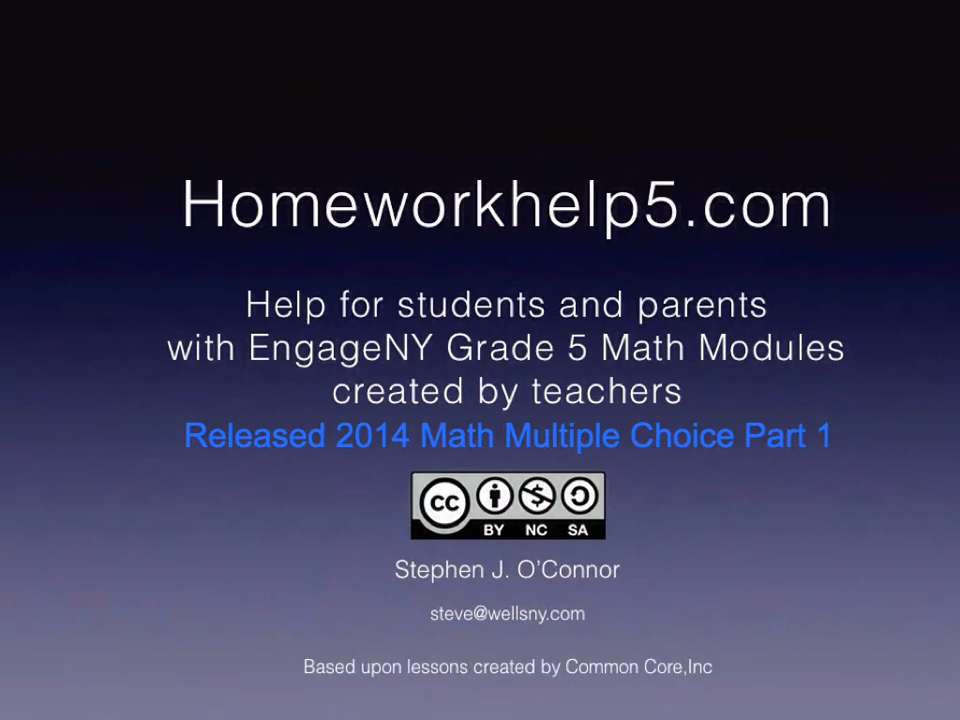 Homeworkhelp5.com
Help for students and parents
with EngageNY Grade 5 Math Modules
created by teachers
Released 2014 Math Multiple Choice Part 1
cc
BY NC SA
Stephen J. O’Connor
steve@wellsny.com
Based upon lessons created by Common Core,Inc